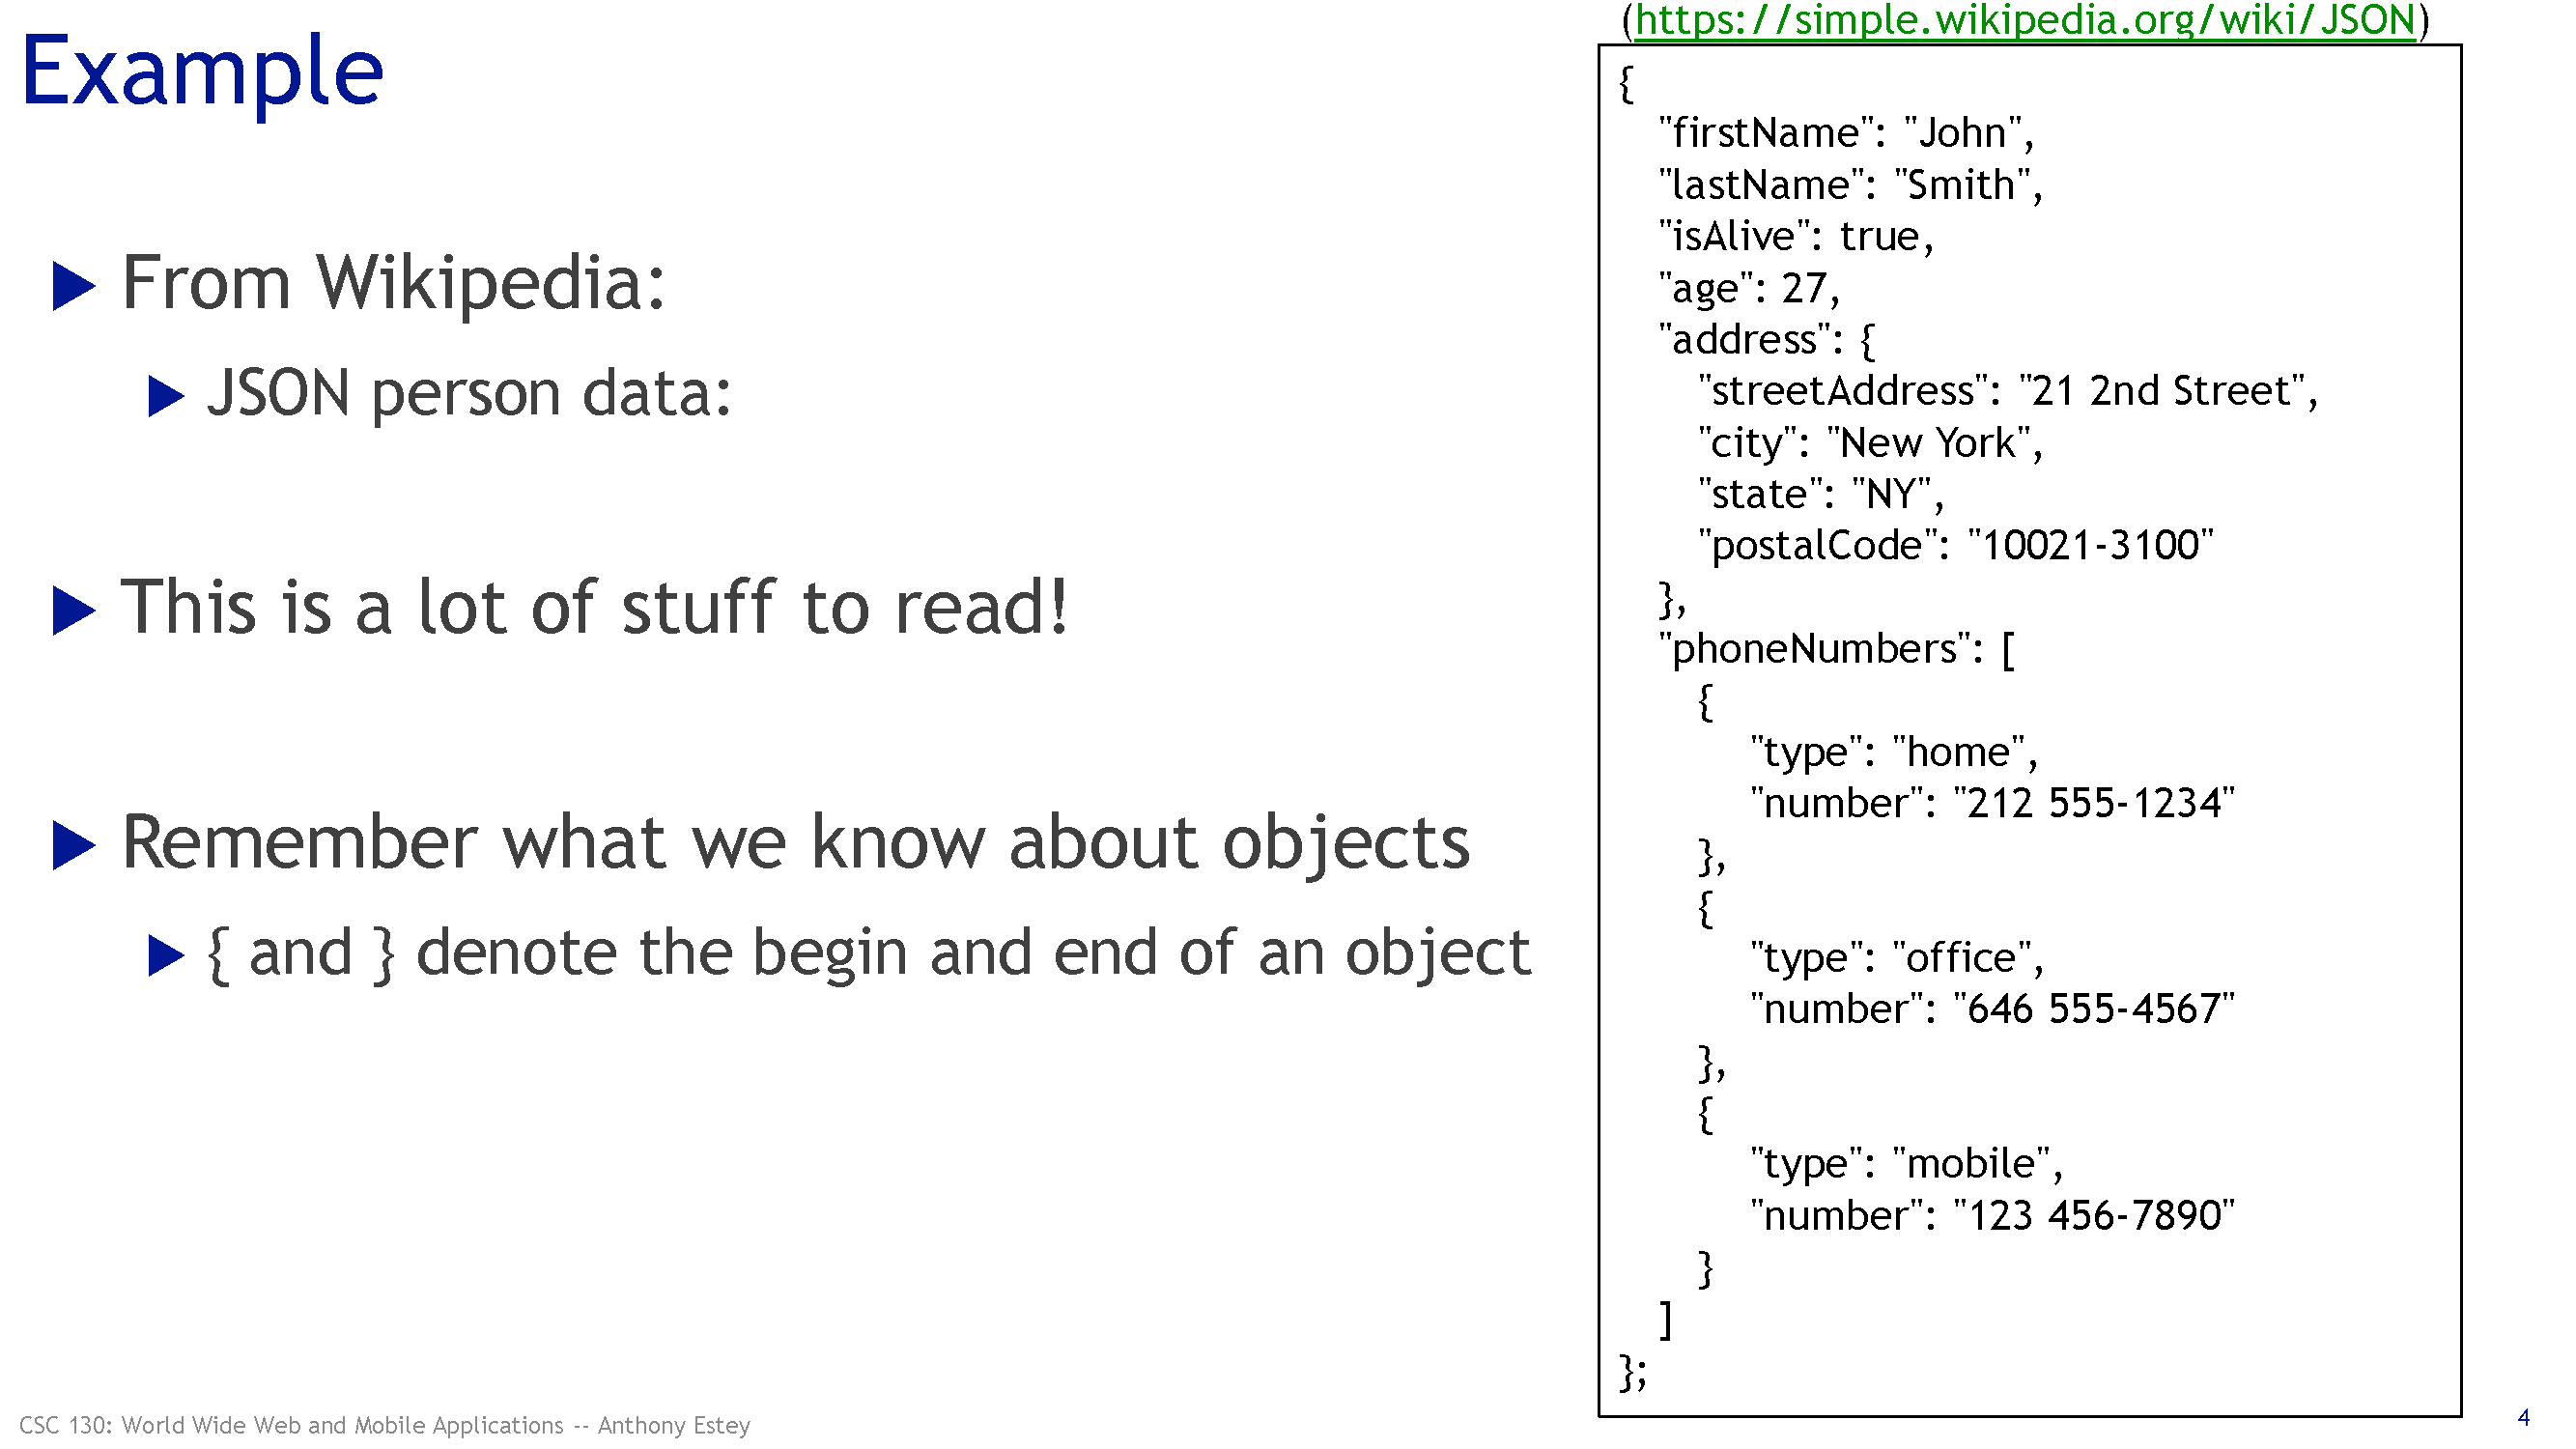 Example
From Wikipedia:
JSON person data:
This is a lot of stuff to read!
Remember what we know about objects
{ and } denote the begin and end of an object
(https://simple.wikipedia.org/wiki/JSON)
{
"firstName": "John",
"lastName": "Smith",
"isAlive": true,
"age": 27,
"address": {
"streetAddress": "21 2nd Street",
"city": "New York",
"state": "NY",
"postalCode": "10021-3100"
},
"phoneNumbers": [
{
"type": "home",
"number": "212 555-1234"
},
{
"type": "office",
"number": "646 555-4567"
},
{
"type": "mobile",
"number": "123 456-7890"
}
]
};
CSC 130: World Wide Web and Mobile Applications -- Anthony Estey
4